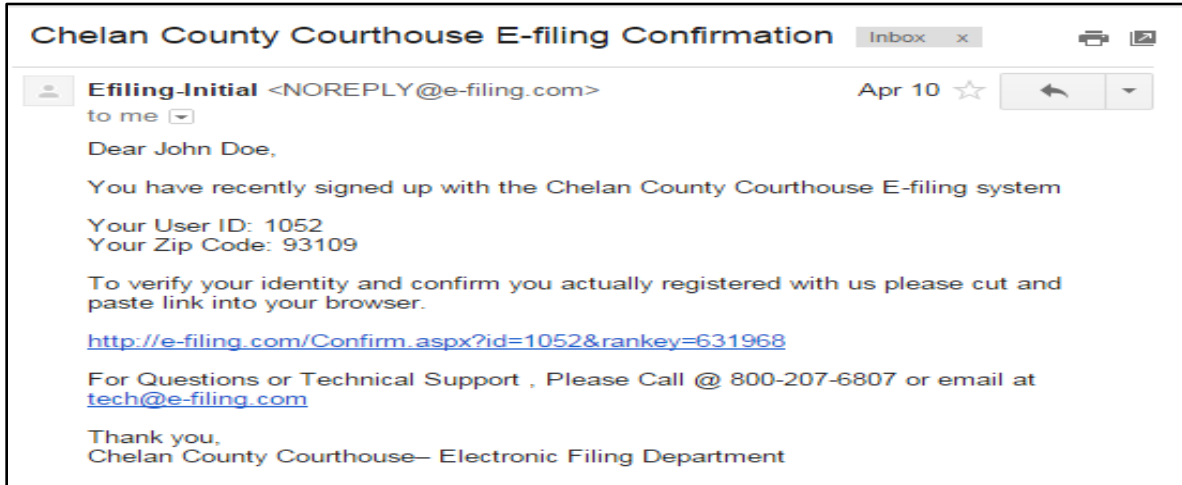 Chelan County Courthouse E-filing Confirmation Inbox x
Efiling-Initial <NOREPLY@e-filing.com> Apr 10
to me
Dear John Doe,
You have recently signed up with the Chelan County Courthouse E-filing system
Your User ID: 1052
Your Zip Code: 93109
To verify your identity and confirm you actually registered with us please cut and
paste link into your browser.
http://e-filing.com/Confirm.aspx?id=1052&rankey=631968
For Questions or Technical Support , Please Call @ 800-207-6807 or email at
tech@e-filing.com
Thank you,
Chelan County Courthouse– Electronic Filing Department